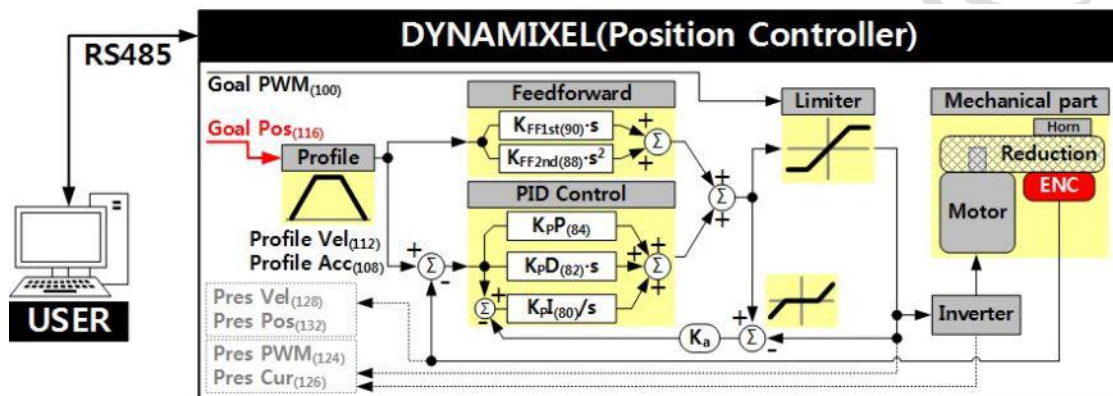 DYNAMIXEL(Position Controller)
RS485
Goal PWM(100)
Feedforward
Limiter
Mechanical part
Horn
Goal Pos(116)
KFF1st(90)·s
Profile
KFF2nd(88)·s²
Σ
Reduction
ENC
PID Control
Σ
Motor
KPP(84)
Profile Vel(112)
Profile Acc(108)
Σ
KPD(82)·s
Σ
Pres Vel(128)
Σ
KPI(80)/s
Inverter
USER
Pres Pos(132)
Ka
Σ
Pres PWM(124)
Pres Cur(126)